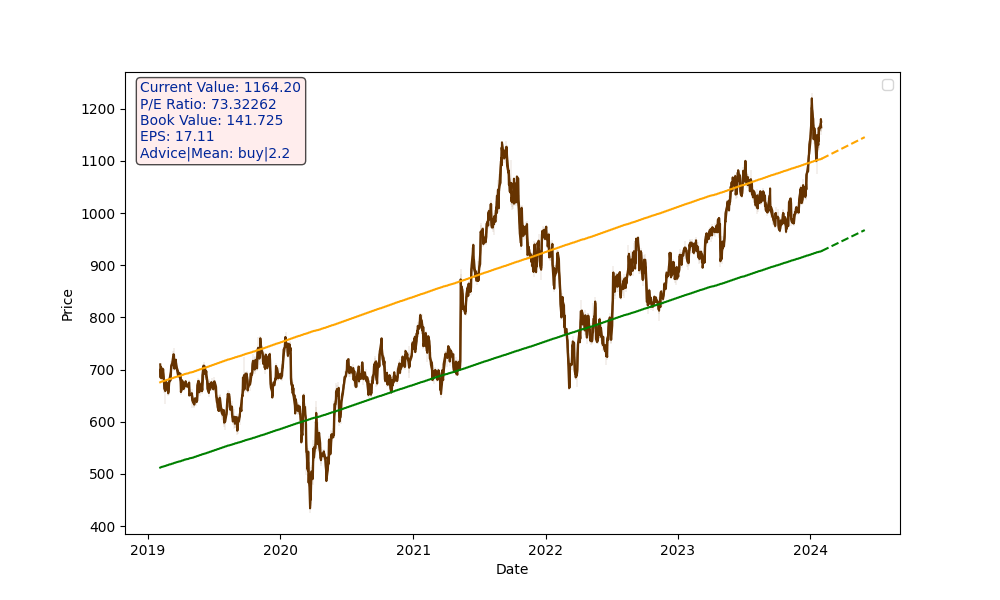 Current Value: 1164.20
P/E Ratio: 73.32262
Book Value: 141.725
EPS: 17.11
Advice|Mean: buy|2.2
1200
1100
1000
900
800
700
600
500
400
Price
2019 2020 2021 2022 2023 2024
Date